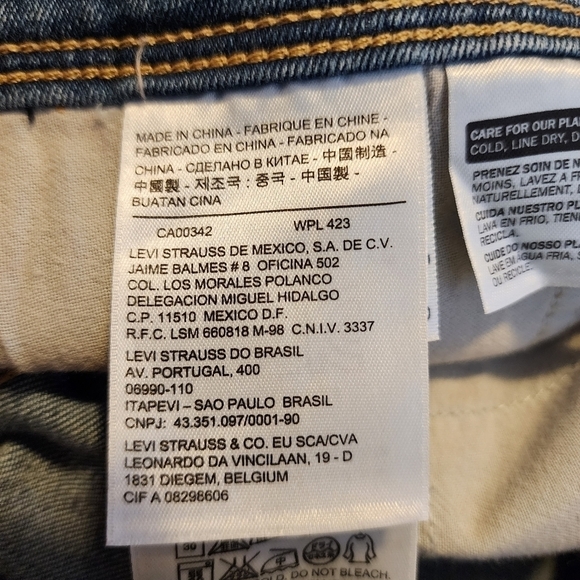 MADE IN CHINA - FABRIQUE EN CHINE -
FABRICADO EN CHINA - FABRICADO NA
CHINA - СДЕЛАНО В КИТАЕ - 中国制造 -
中國製 - 제조국 : 중국 - 中国製 -
BUATAN CINA
CA00342 WPL 423
LEVI STRAUSS DE MEXICO, S.A. DE C.V.
JAIME BALMES # 8 OFICINA 502
COL. LOS MORALES POLANCO
DELEGACION MIGUEL HIDALGO
C.P. 11510 MEXICO D.F.
R.F.C. LSM 660818 M-98 C.N.I.V. 3337
LEVI STRAUSS DO BRASIL
AV. PORTUGAL, 400
06990-110
ITAPEVI – SAO PAULO BRASIL
CNPJ: 43.351.097/0001-90
LEVI STRAUSS & CO. EU SCA/CVA
LEONARDO DA VINCILAAN, 19 - D
1831 DIEGEM, BELGIUM
CIF A 08298606
DO NOT BLEACH
CARE FOR OUR PLA
COLD, LINE DRY, D
PRENEZ SOIN DE N
MOINS, LAVEZ A F
NATURELLEMENT,
CUIDA NUESTRO PL
LAVA EN FRIO, TIEN
RECICLA.
CUIDE DO NOSSO PL
LAVE EM AGUA FRIA, S
OU RECICLE.